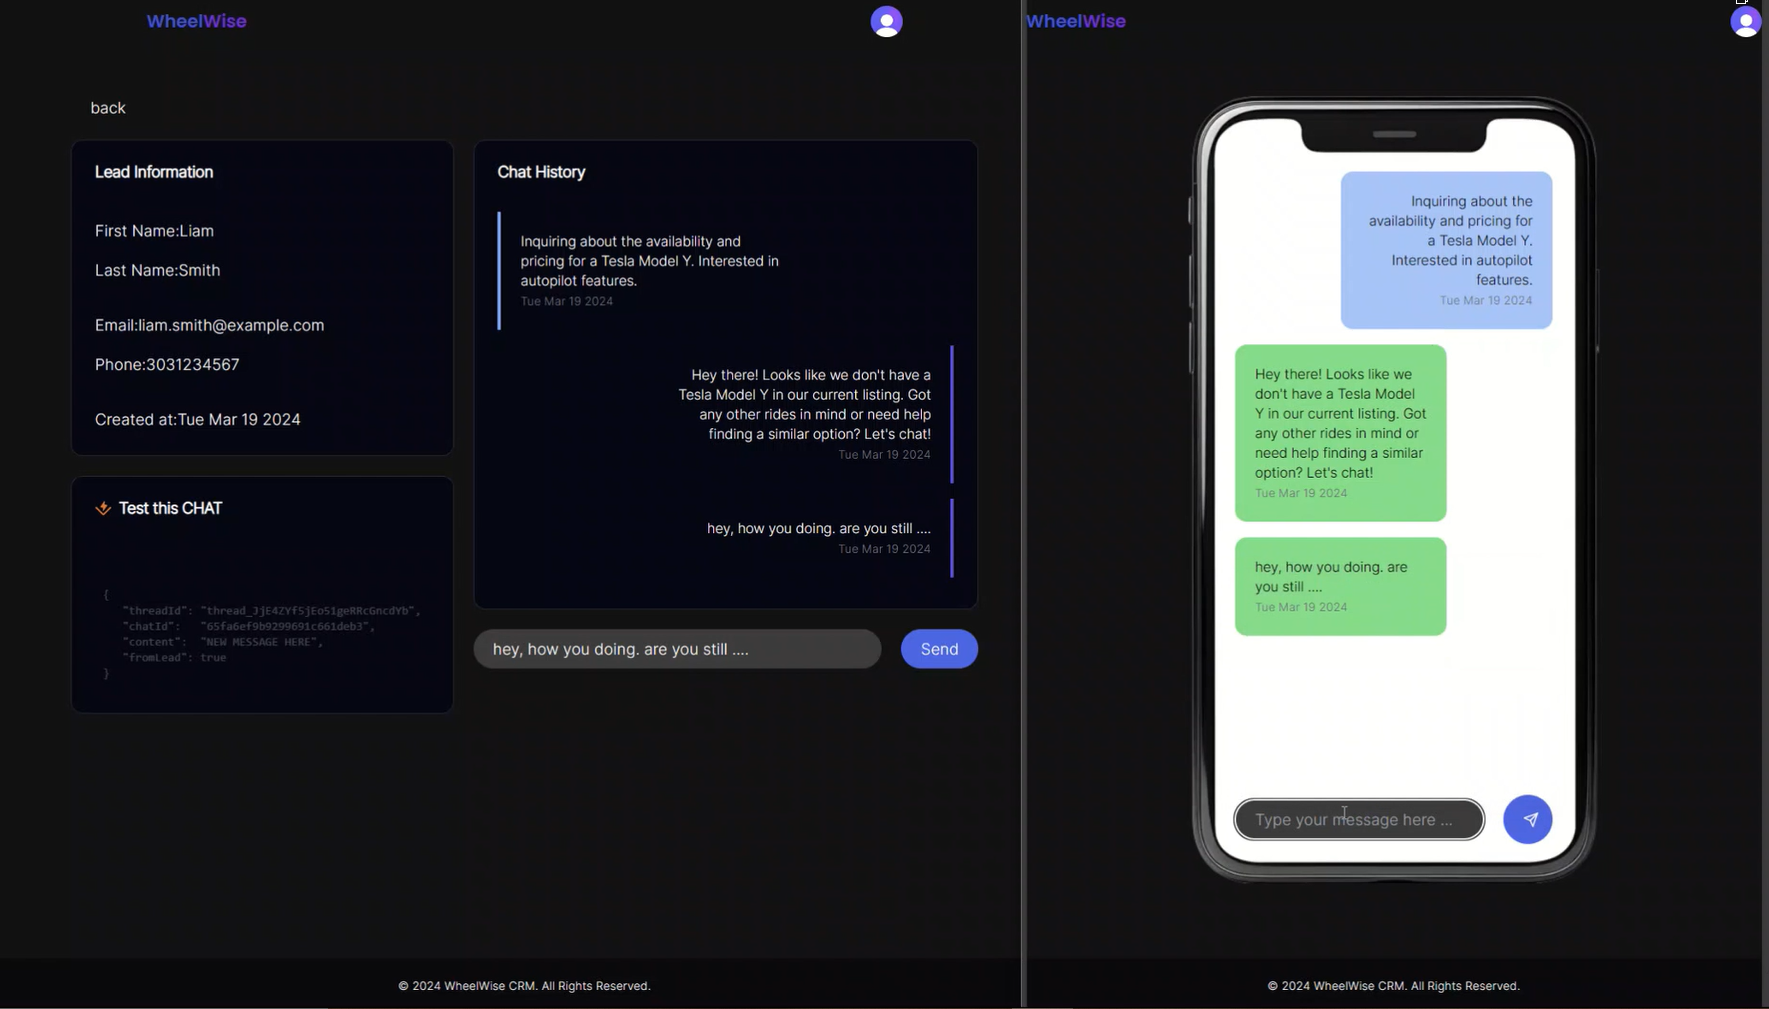 WheelWise
back
Lead Information
First Name:Liam
Last Name:Smith
Email:liam.smith@example.com
Phone:3031234567
Created at:Tue Mar 19 2024
Test this CHAT
{
"threadId": "thread_JjE4ZYf5jEo51geRRcGncdYb",
"chatId": "65fa6ef9b9299691c661deb3",
"content": "NEW MESSAGE HERE",
"fromLead": true
}
Chat History
Inquiring about the availability and
pricing for a Tesla Model Y. Interested in
autopilot features.
Tue Mar 19 2024
Hey there! Looks like we don't have a
Tesla Model Y in our current listing. Got
any other rides in mind or need help
finding a similar option? Let's chat!
Tue Mar 19 2024
hey, how you doing. are you still ....
Tue Mar 19 2024
hey, how you doing. are you still ....
Send
© 2024 WheelWise CRM. All Rights Reserved.
WheelWise
Inquiring about the
availability and pricing for
a Tesla Model Y.
Interested in autopilot
features.
Tue Mar 19 2024
Hey there! Looks like we
don't have a Tesla Model
Y in our current listing. Got
any other rides in mind or
need help finding a similar
option? Let's chat!
Tue Mar 19 2024
hey, how you doing. are
you still ....
Tue Mar 19 2024
Type your message here ...
© 2024 WheelWise CRM. All Rights Reserved.